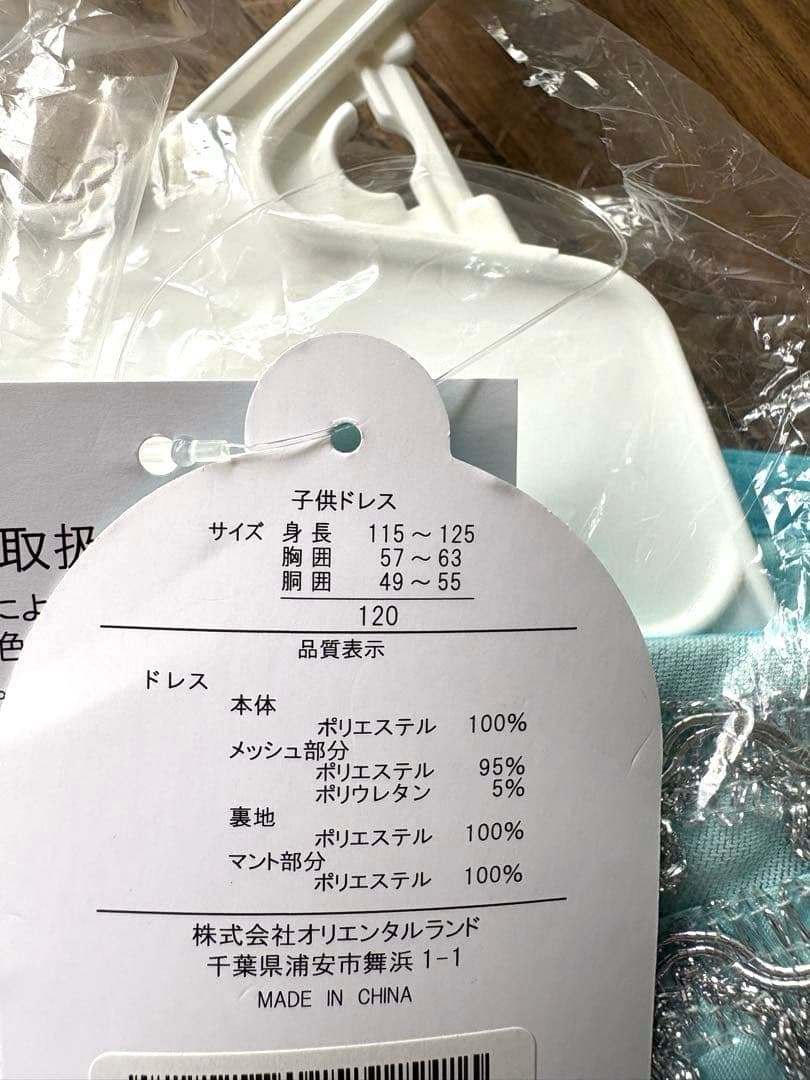 取扱
によ
色
。
子供ドレス
サイズ 身長 115～125
胸囲 57～63
胴囲 49～55
120
品質表示
ドレス
本体
ポリエステル 100%
メッシュ部分
ポリエステル 95%
ポリウレタン 5%
裏地
ポリエステル 100%
マント部分
ポリエステル 100%
株式会社オリエンタルランド
千葉県浦安市舞浜1-1
MADE IN CHINA